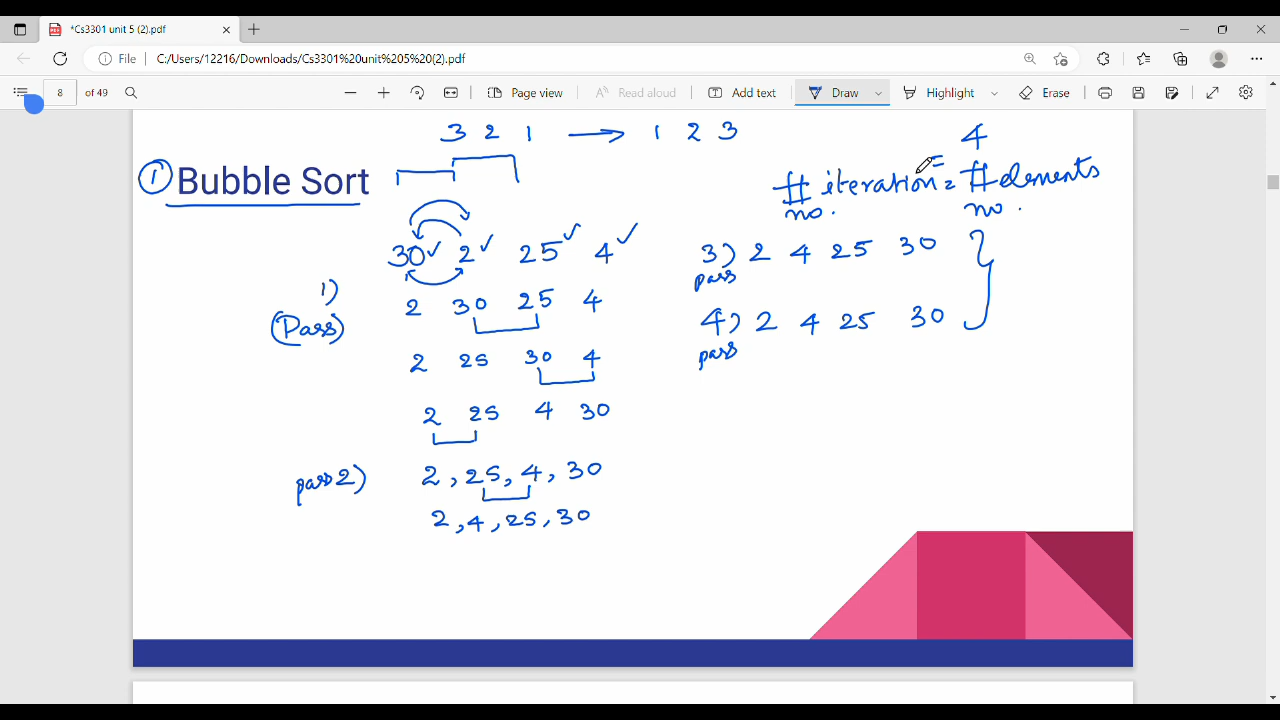 *Cs3301 unit 5 (2).pdf
File C:/Users/12216/Downloads/Cs3301%20unit%205%20(2).pdf
8 of 49 Page view Read aloud Add text Draw Highlight Erase
3 2 1 → 1 2 3
4
① Bubble Sort
# iteration = # elements
no. no.
30✓ 2✓ 25✓ 4✓
3) 2 4 25 30
pass
1) 2 30 25 4
(Pass)
4) 2 4 25 30
pass
2 25 30 4
2 25 4 30
pass 2) 2, 25, 4, 30
2, 4, 25, 30